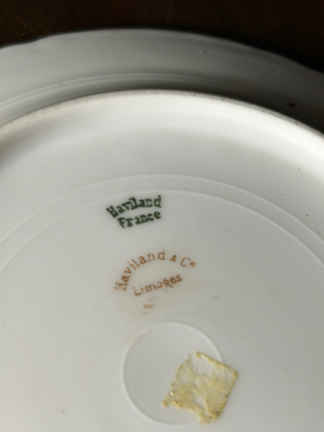 Haviland
France
Haviland & Co
Limoges